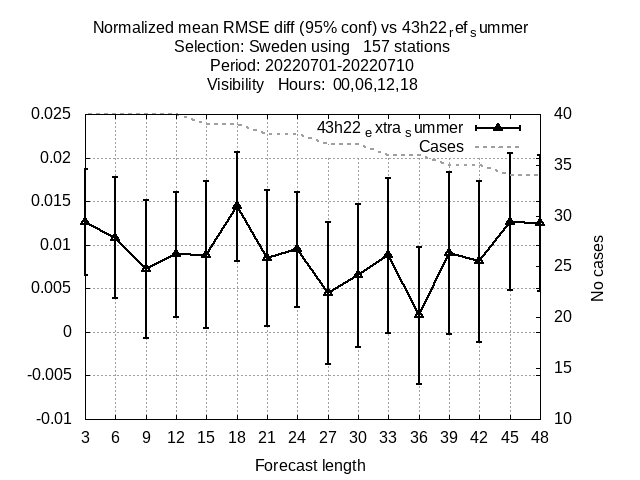 Normalized mean RMSE diff (95% conf) vs 43h22refsummer
Selection: Sweden using 157 stations
Period: 20220701-20220710
Visibility Hours: 00,06,12,18
43h22extrasummer
Cases
0.025
0.02
0.015
0.01
0.005
0
-0.005
-0.01
40
35
30
25
20
15
10
No cases
3 6 9 12 15 18 21 24 27 30 33 36 39 42 45 48
Forecast length